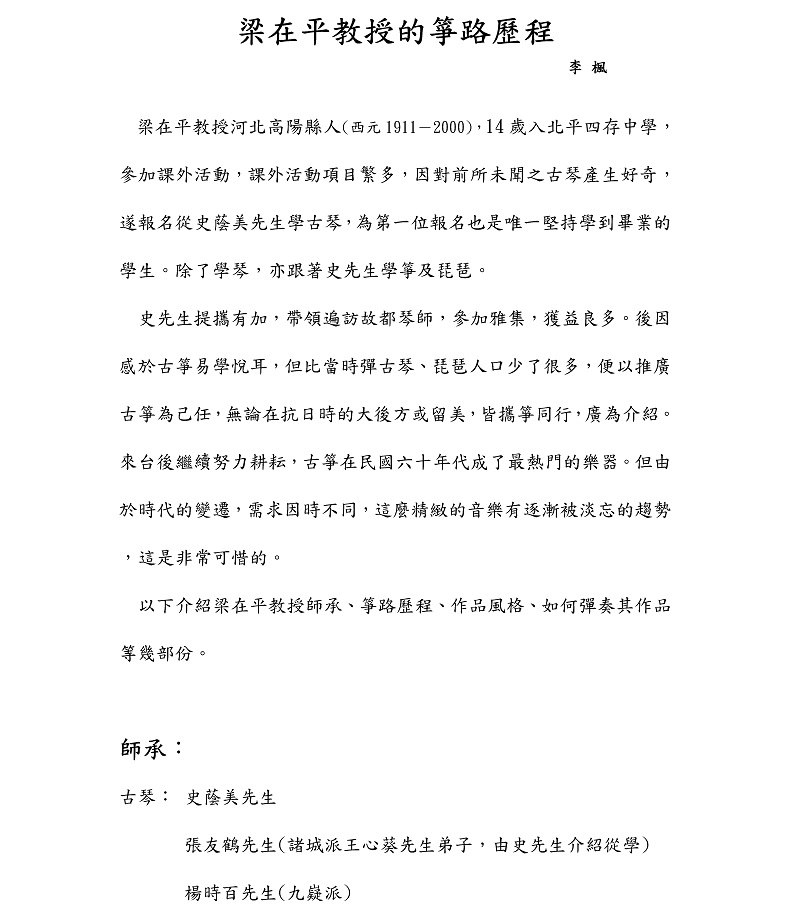 梁在平教授的箏路歷程
李 楓
梁在平教授河北高陽縣人(西元 1911－2000)，14 歲入北平四存中學，
參加課外活動，課外活動項目繁多，因對前所未聞之古琴產生好奇，
遂報名從史蔭美先生學古琴，為第一位報名也是唯一堅持學到畢業的
學生。除了學琴，亦跟著史先生學箏及琵琶。
史先生提攜有加，帶領遍訪故都琴師，參加雅集，獲益良多。後因
感於古箏易學悅耳，但比當時彈古琴、琵琶人口少了很多，便以推廣
古箏為己任，無論在抗日時的大後方或留美，皆攜箏同行，廣為介紹。
來台後繼續努力耕耘，古箏在民國六十年代成了最熱門的樂器。但由
於時代的變遷，需求因時不同，這麼精緻的音樂有逐漸被淡忘的趨勢
，這是非常可惜的。
以下介紹梁在平教授師承、箏路歷程、作品風格、如何彈奏其作品
等幾部份。
師承：
古琴： 史蔭美先生
張友鶴先生(諸城派王心葵先生弟子，由史先生介紹從學)
楊時百先生(九嶷派)